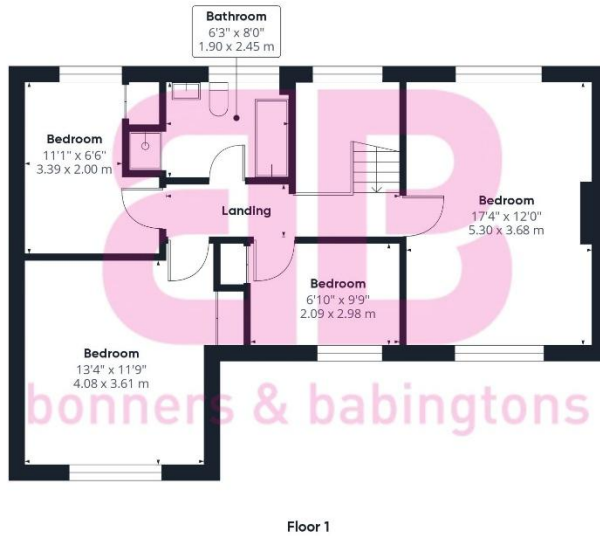 Bathroom
6'3" x 8'0"
1.90 x 2.45 m
Bedroom
11'1" x 6'6"
3.39 x 2.00 m
Landing
Bedroom
17'4" x 12'0"
5.30 x 3.68 m
Bedroom
6'10" x 9'9"
2.09 x 2.98 m
Bedroom
13'4" x 11'9"
4.08 x 3.61 m
BB
bonners & babingtons
Floor 1